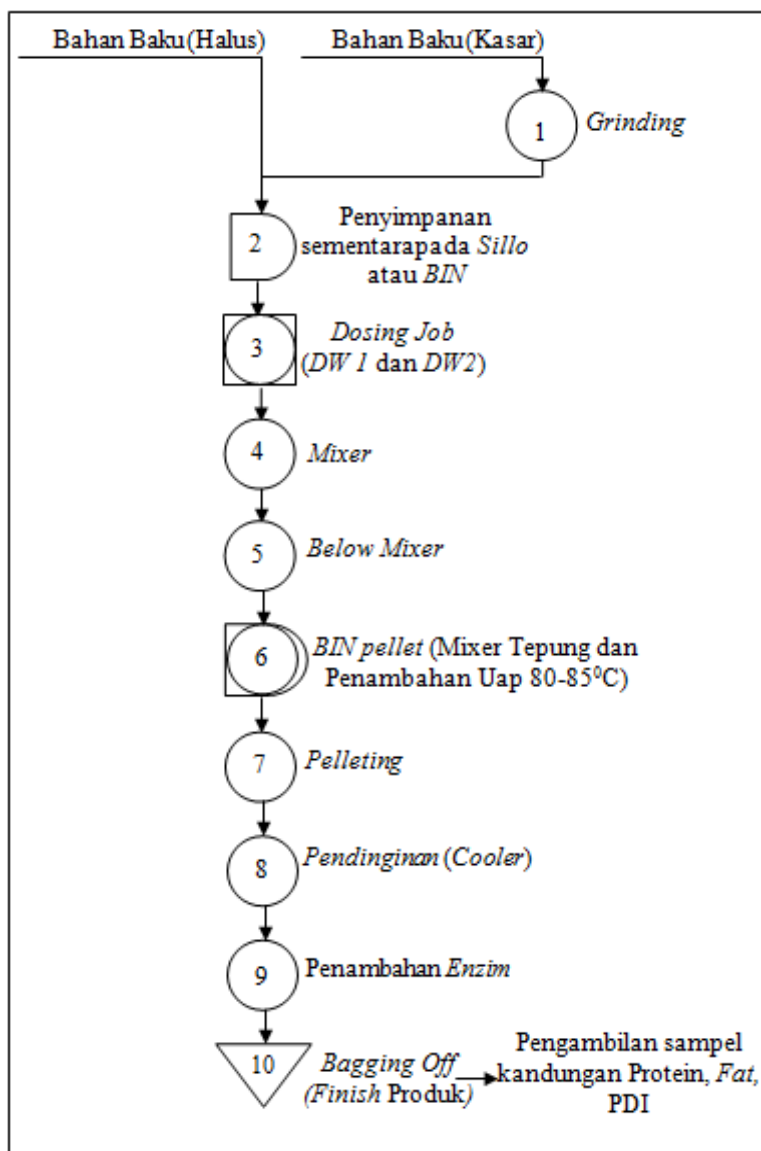 Bahan Baku(Halus)
Bahan Baku(Kasar)
1
Grinding
2
Penyimpanan
sementarapada Sillo
atau BIN
3
Dosing Job
(DW 1 dan DW2)
4
Mixer
5
Below Mixer
6
BIN pellet (Mixer Tepung dan
Penambahan Uap 80-85⁰C)
7
Pelleting
8
Pendinginan (Cooler)
9
Penambahan Enzim
10
Bagging Off
(Finish Produk)
Pengambilan sampel
kandungan Protein, Fat,
PDI